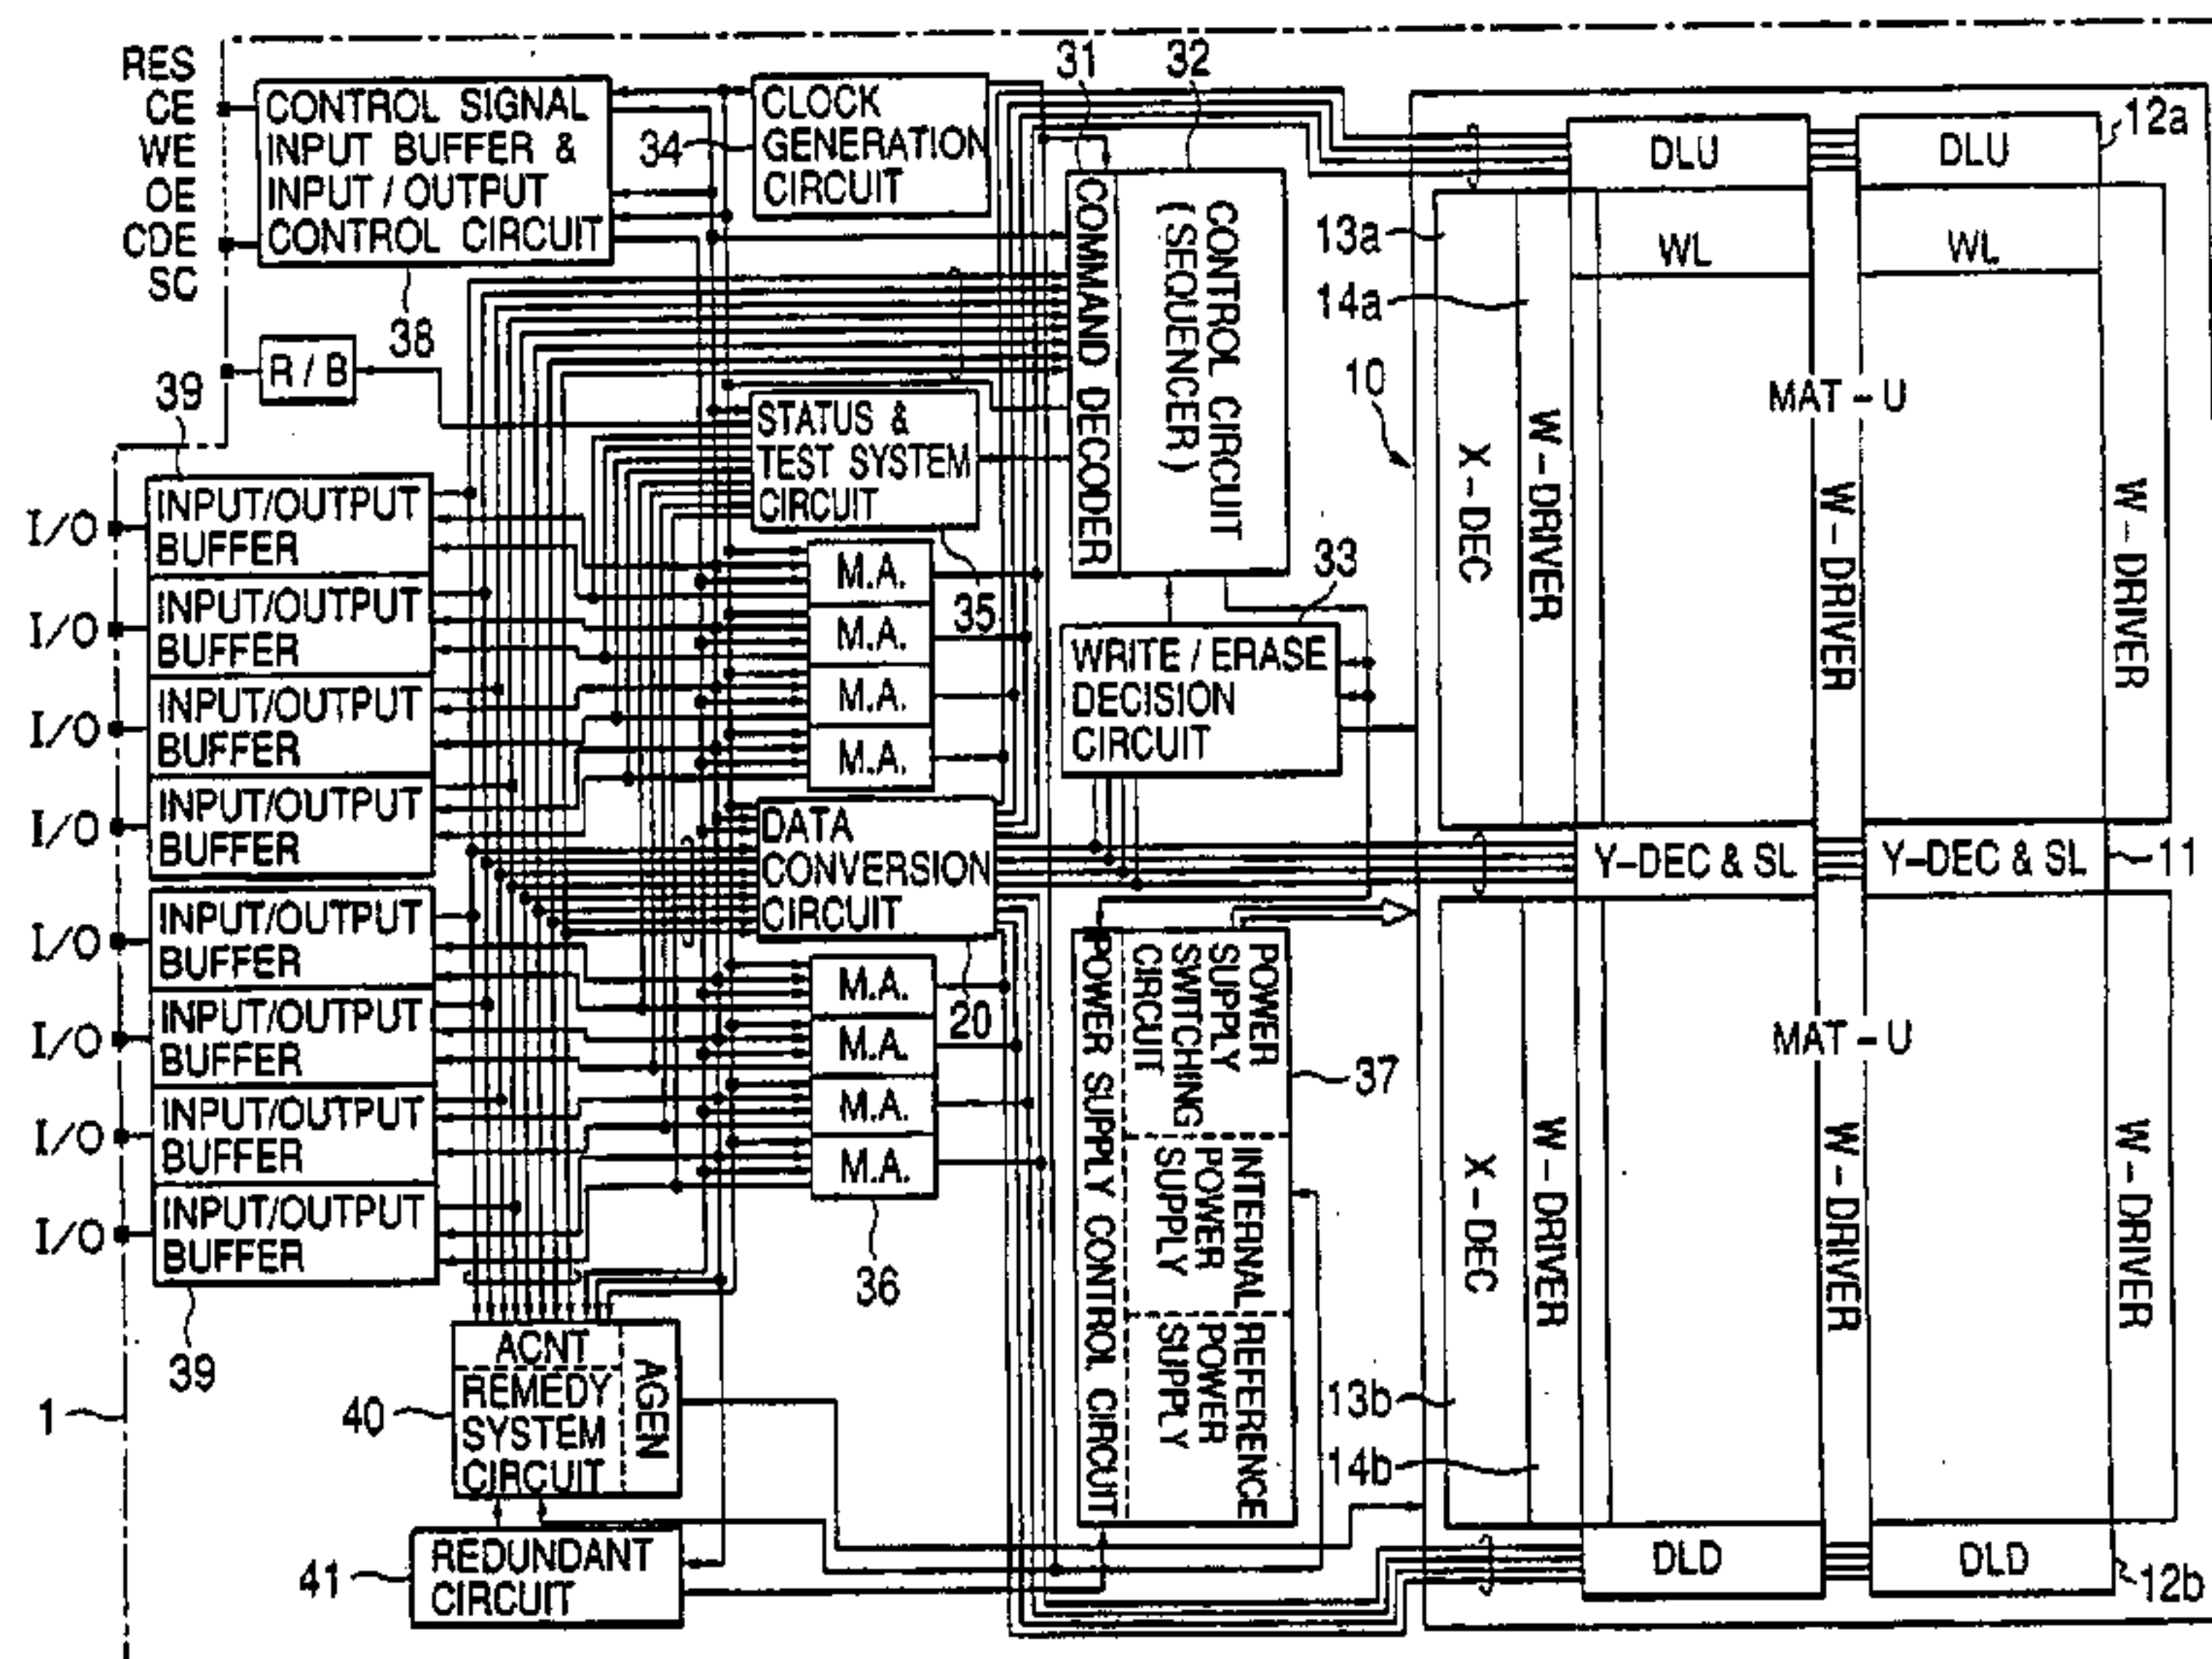 RES
CE
WE
OE
CDE
SC
CONTROL SIGNAL
INPUT BUFFER &
INPUT / OUTPUT
CONTROL CIRCUIT
38
R / B
34
CLOCK
GENERATION
CIRCUIT
31
32
COMMAND DECODER
CONTROL CIRCUIT
(SEQUENCER)
STATUS &
TEST SYSTEM
CIRCUIT
35
39
I/O
INPUT/OUTPUT
BUFFER
I/O
INPUT/OUTPUT
BUFFER
I/O
INPUT/OUTPUT
BUFFER
I/O
INPUT/OUTPUT
BUFFER
I/O
INPUT/OUTPUT
BUFFER
I/O
INPUT/OUTPUT
BUFFER
I/O
INPUT/OUTPUT
BUFFER
I/O
INPUT/OUTPUT
BUFFER
39
1
M.A.
M.A.
M.A.
M.A.
DATA
CONVERSION
CIRCUIT
20
M.A.
M.A.
M.A.
M.A.
36
33
WRITE / ERASE
DECISION
CIRCUIT
POWER SUPPLY CONTROL CIRCUIT
POWER
SUPPLY
SWITCHING
CIRCUIT
INTERNAL
POWER
SUPPLY
REFERENCE
POWER
SUPPLY
37
40
ACNT
REMEDY
SYSTEM
CIRCUIT
AGEN
41
REDUNDANT
CIRCUIT
10
DLU
DLU
12a
13a
14a
WL
WL
X-DEC
W-DRIVER
MAT-U
W-DRIVER
W-DRIVER
Y-DEC & SL
Y-DEC & SL
11
X-DEC
W-DRIVER
MAT-U
W-DRIVER
W-DRIVER
13b
14b
DLD
DLD
12b